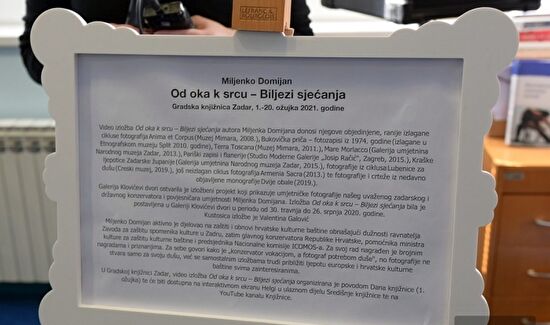 LEFRANC &
BOURGEOIS
Miljenko Domijan
Od oka k srcu – Biljezi sjećanja
Gradska knjižnica Zadar, 1.-20. ožujka 2021. godine
Video izložba Od oka k srcu – Biljezi sjećanja autora Miljenka Domijana donosi njegove objedinjene, ranije izlagane
cikluse fotografija Anima et Corpus (Muzej Mimara, 2008.), Bukovička priča – fotozapisi iz 1974. godine (izlagane u
Etnografskom muzeju Split 2010. godine), Terra Toscana (Muzej Mimara, 2011.), Mare Morlacco (Galerija umjetnina
Narodnog muzeja Zadar, 2013.), Pariški zapisi i flanerije (Studio Moderne Galerije „Josip Račić“, Zagreb, 2015.), Kraške
ljepotice Zadarske županije (Galerija umjetnina Narodnog muzeja Zadar, 2015.), fotografije iz ciklusa Lubenice za
dušu (Creski muzej, 2019.), još neizlagan ciklus fotografija Armenia Sacra (2013.) te fotografije i crteže iz nedavno
objavljene monografije Dvije obale (2019.).
Galerija Klovićevi dvori ostvarila je izložbeni projekt koji prikazuje umjetničke fotografije našeg uvaženog zadarskog i
državnog konzervatora i povjesničara umjetnosti Miljenka Domijana. Izložba Od oka k srcu – Biljezi sjećanja bila je
postavljena u Galeriji Klovićevi dvori u periodu od 30. travnja do 26. srpnja 2020. godine.
Kustosica izložbe je Valentina Galović
Miljenko Domijan aktivno je djelovao na zaštiti i obnovi hrvatske kulturne baštine obnašajući dužnosti ravnatelja
Zavoda za zaštitu spomenika kulture u Zadru, zatim glavnog konzervatora Republike Hrvatske, pomoćnika ministra
kulture za zaštitu kulturne baštine i predsjednika Nacionalne komisije ICOMOS-a. Za svoj rad nagrađen je brojnim
nagradama i priznanjima. Za sebe govori kako je „konzervator vokacijom, a fotograf potrebom duše“, no fotografije ne
stvara samo za svoju dušu, već se samostalnim izložbama trudi približiti ljepotu europske i hrvatske kulturne
baštine svima zainteresiranima.
U Gradskoj knjižnici Zadar, video izložba Od oka k srcu – Biljezi sjećanja organizirana je povodom Dana knjižnice (1.
ožujka) te će biti dostupna na interaktivnom ekranu Helgi u ulaznom dijelu Središnje knjižnice te na
YouTube kanalu Knjižnice.